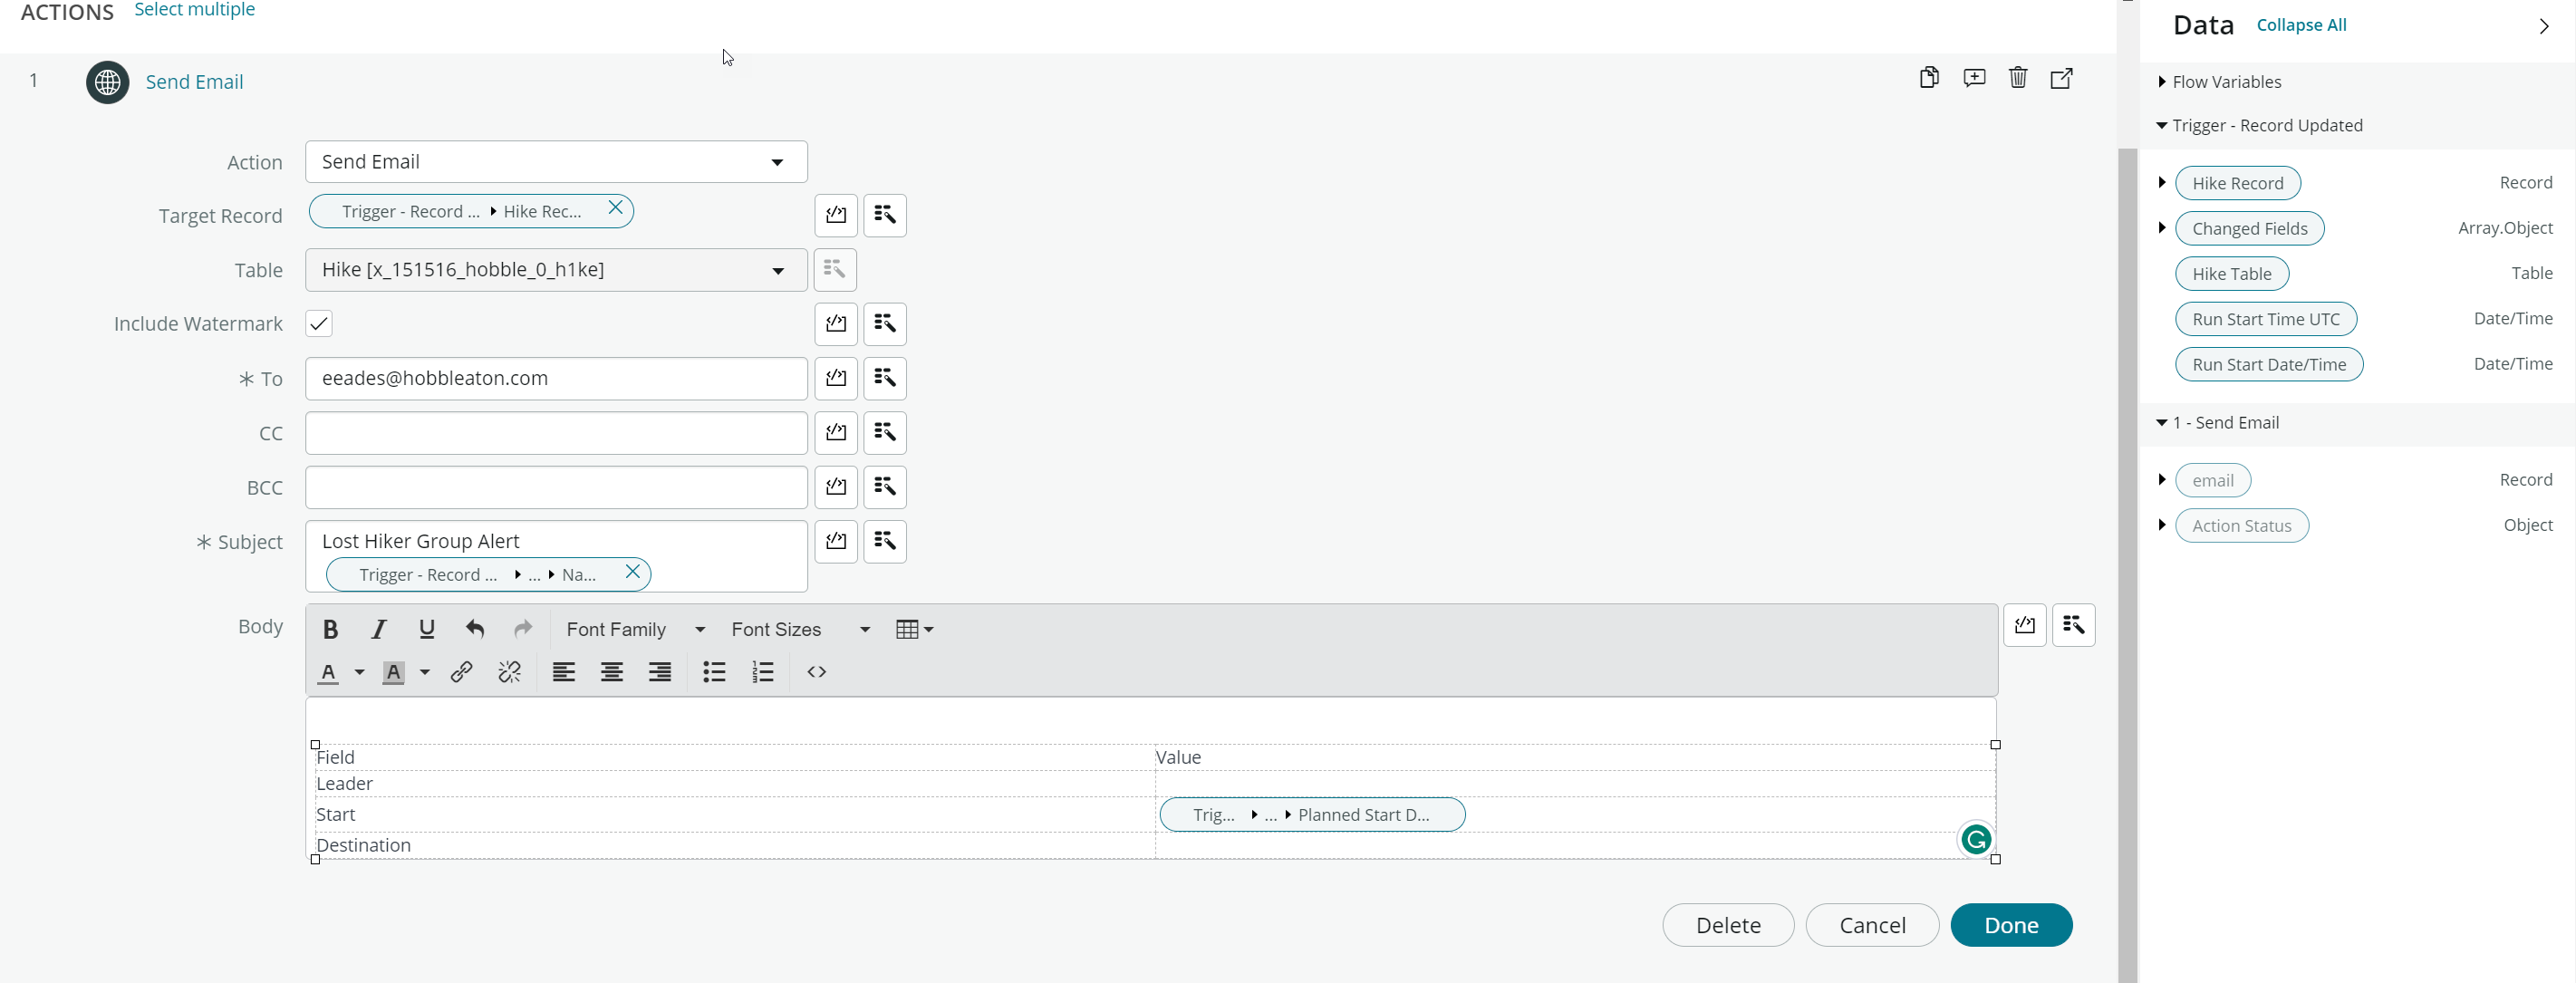 ACTIONS Select multiple
1 Send Email
Action Send Email
Target Record Trigger - Record ... Hike Rec...
Table Hike [x_151516_hobble_0_h1ke]
Include Watermark
To eeades@hobbleaton.com
CC
BCC
Subject Lost Hiker Group Alert
Trigger - Record ... ... Na...
Body B I U Font Family Font Sizes
A A
Field Value
Leader
Start Trig... ... Planned Start D...
Destination
Delete Cancel Done
Data Collapse All
Flow Variables
Trigger - Record Updated
Hike Record Record
Changed Fields Array.Object
Hike Table Table
Run Start Time UTC Date/Time
Run Start Date/Time Date/Time
1 - Send Email
email Record
Action Status Object